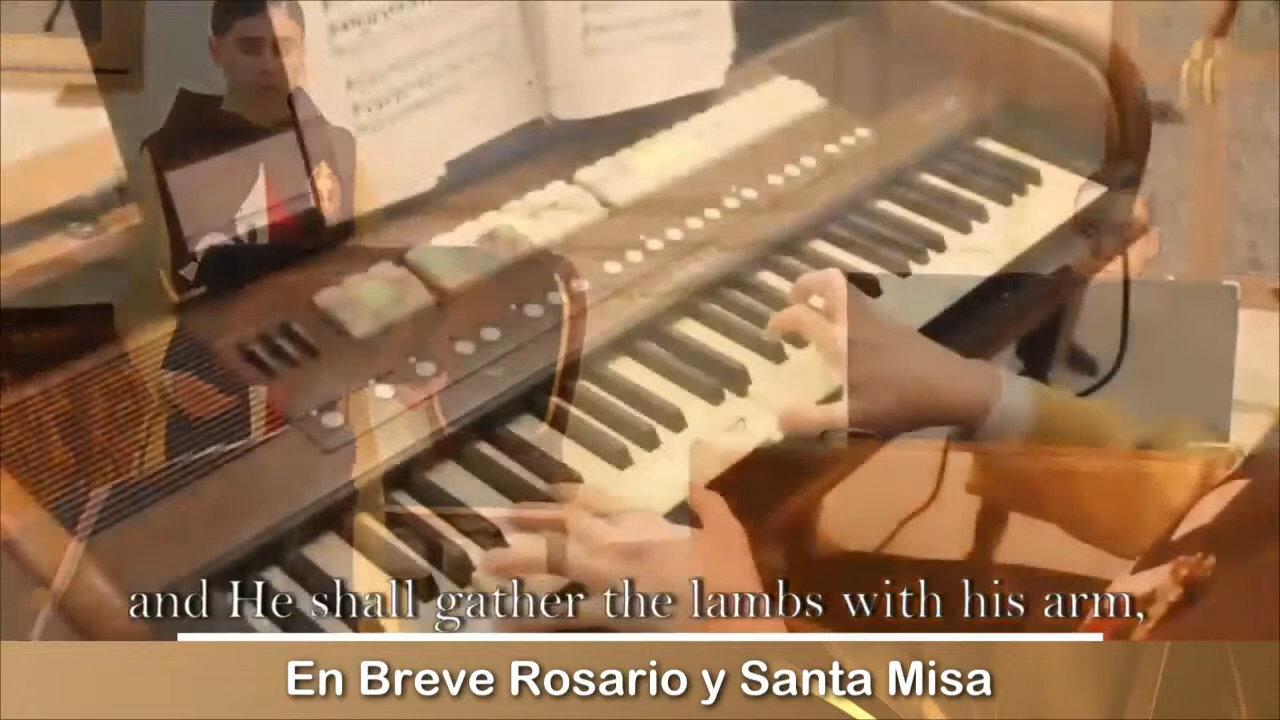 and He shall gather the lambs with his arm,
En Breve Rosario y Santa Misa